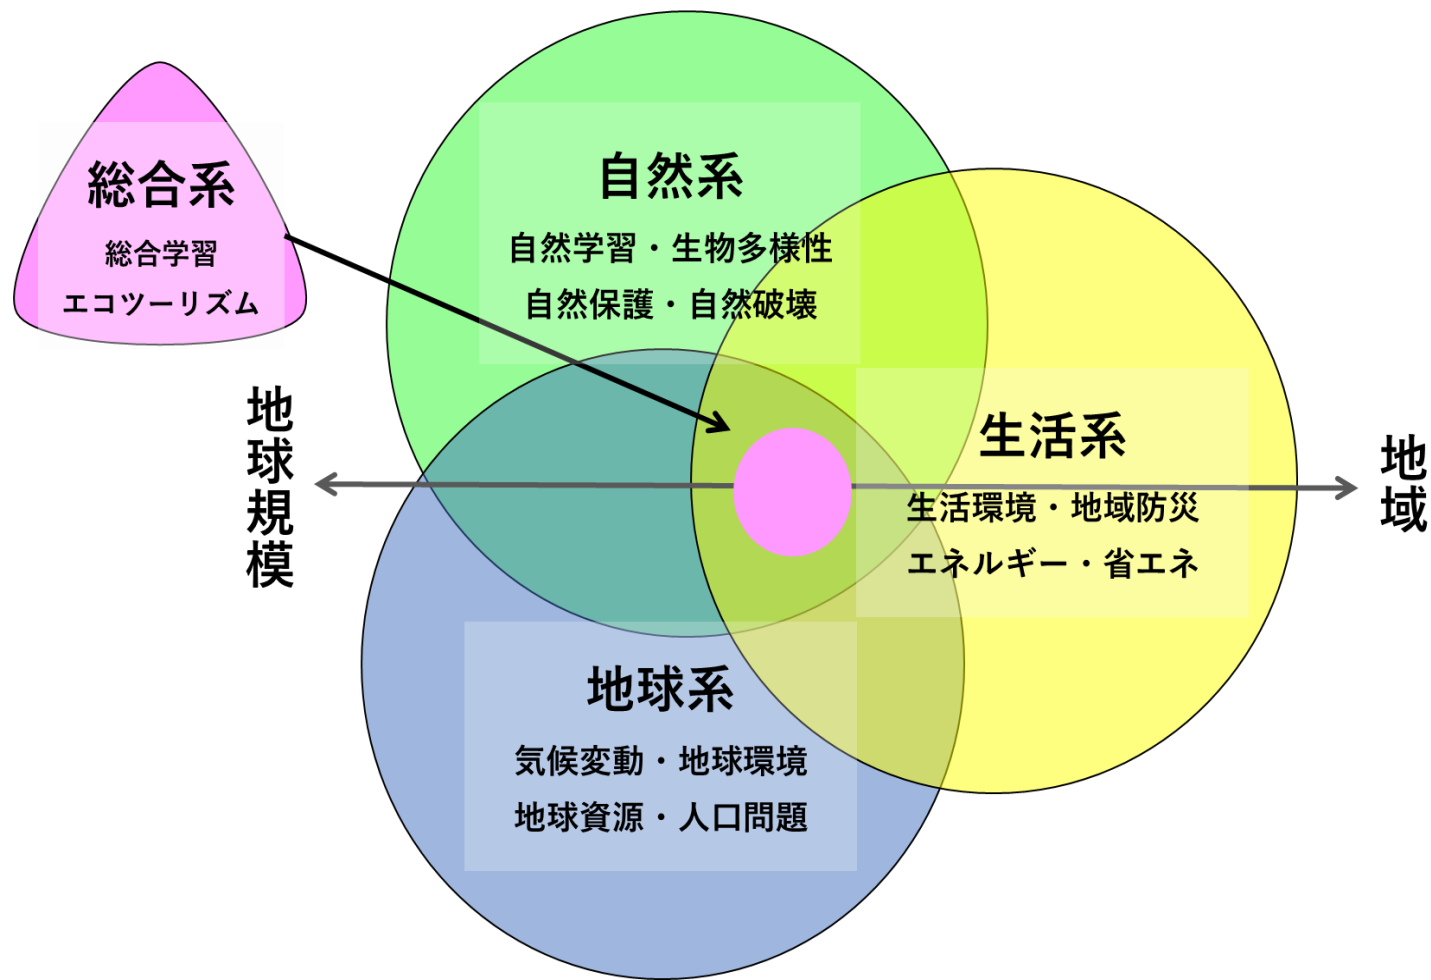 総合系
総合学習
エコツーリズム
自然系
自然学習・生物多様性
自然保護・自然破壊
地球規模
生活系
生活環境・地域防災
エネルギー・省エネ
地域
地球系
気候変動・地球環境
地球資源・人口問題